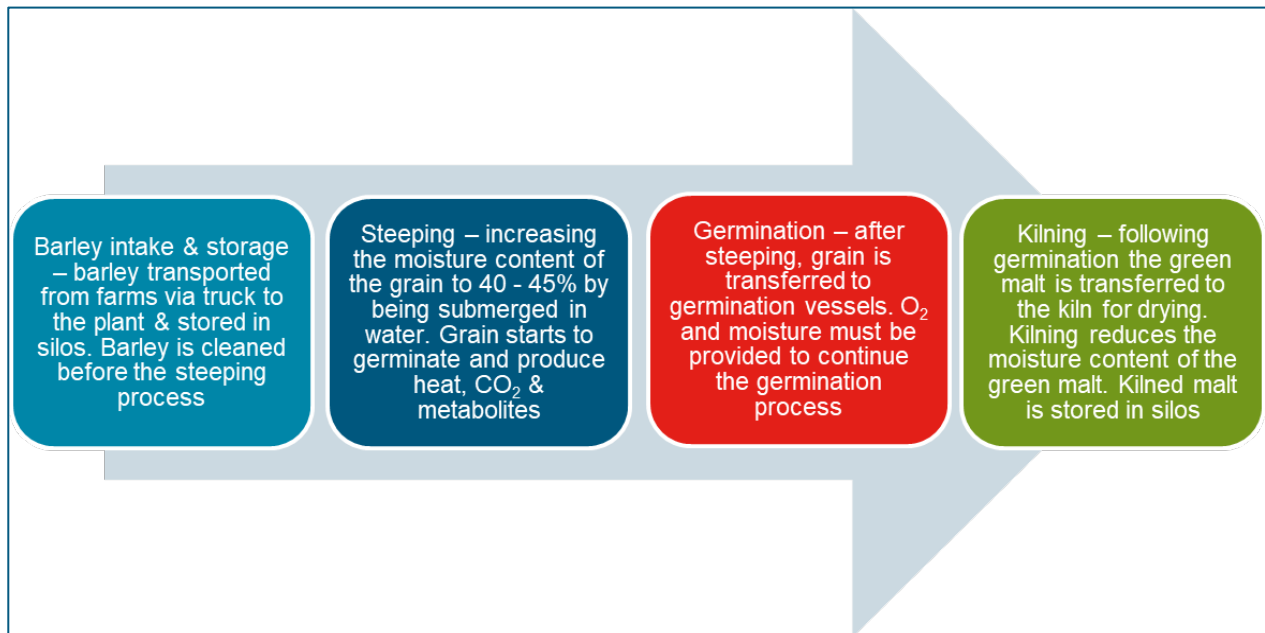 Barley intake & storage
– barley transported
from farms via truck to
the plant & stored in
silos. Barley is cleaned
before the steeping
process
Steeping – increasing
the moisture content of
the grain to 40 - 45% by
being submerged in
water. Grain starts to
germinate and produce
heat, CO₂ &
metabolites
Germination – after
steeping, grain is
transferred to
germination vessels. O₂
and moisture must be
provided to continue
the germination
process
Kilning – following
germination the green
malt is transferred to
the kiln for drying.
Kilning reduces the
moisture content of the
green malt. Kilned malt
is stored in silos